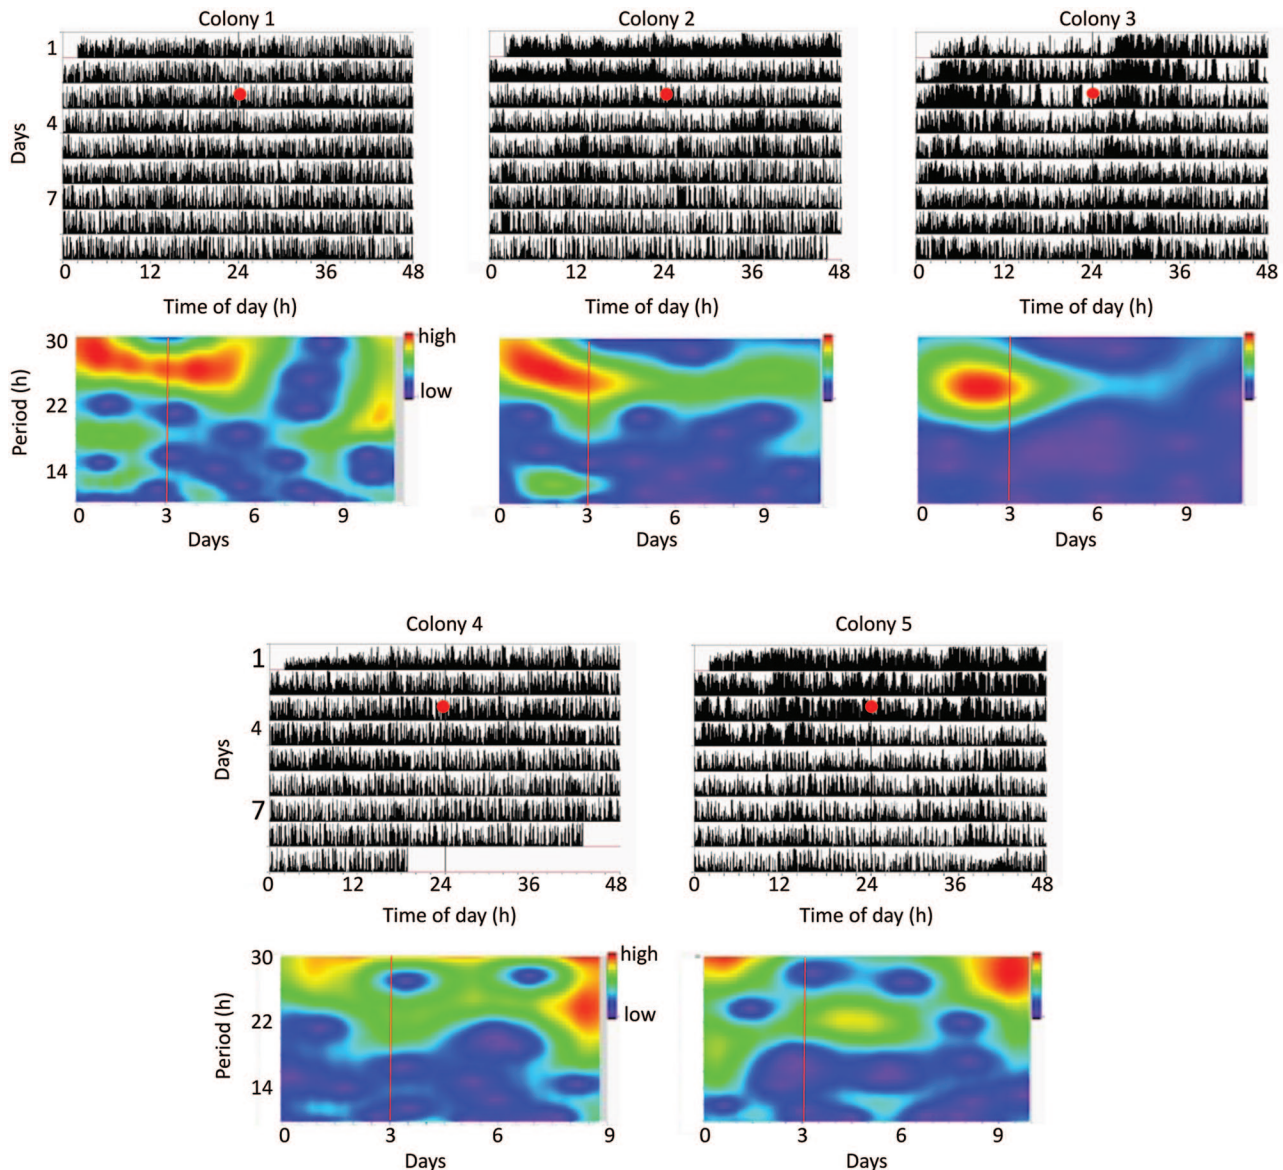 Colony 1
Colony 2
Colony 3
Days
1
4
7
0 12 24 36 48
0 12 24 36 48
0 12 24 36 48
Time of day (h)
Time of day (h)
Time of day (h)
Period (h)
30
22
14
high
low
0 3 6 9
0 3 6 9
0 3 6 9
Days
Days
Days
Colony 4
Colony 5
Days
1
4
7
0 12 24 36 48
0 12 24 36 48
Time of day (h)
Time of day (h)
Period (h)
30
22
14
high
low
0 3 6 9
0 3 6 9
Days
Days